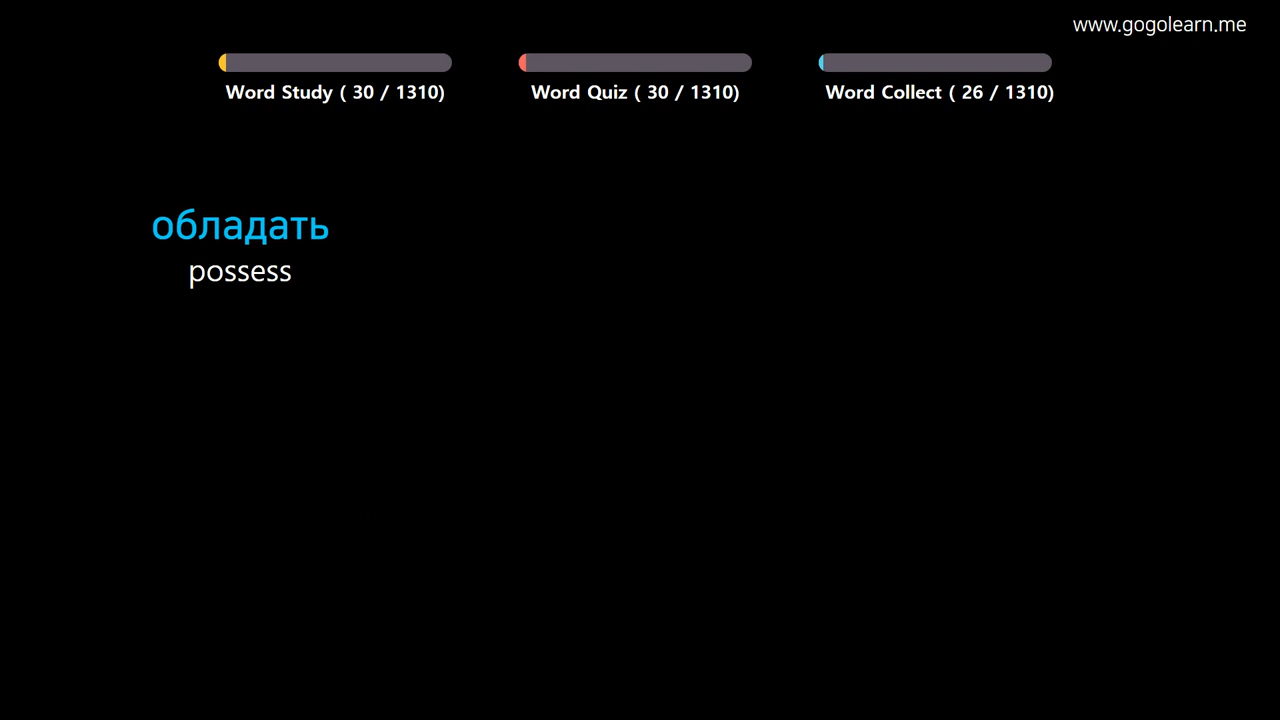 www.gogolearn.me
Word Study ( 30 / 1310)
Word Quiz ( 30 / 1310)
Word Collect ( 26 / 1310)
обладать
possess